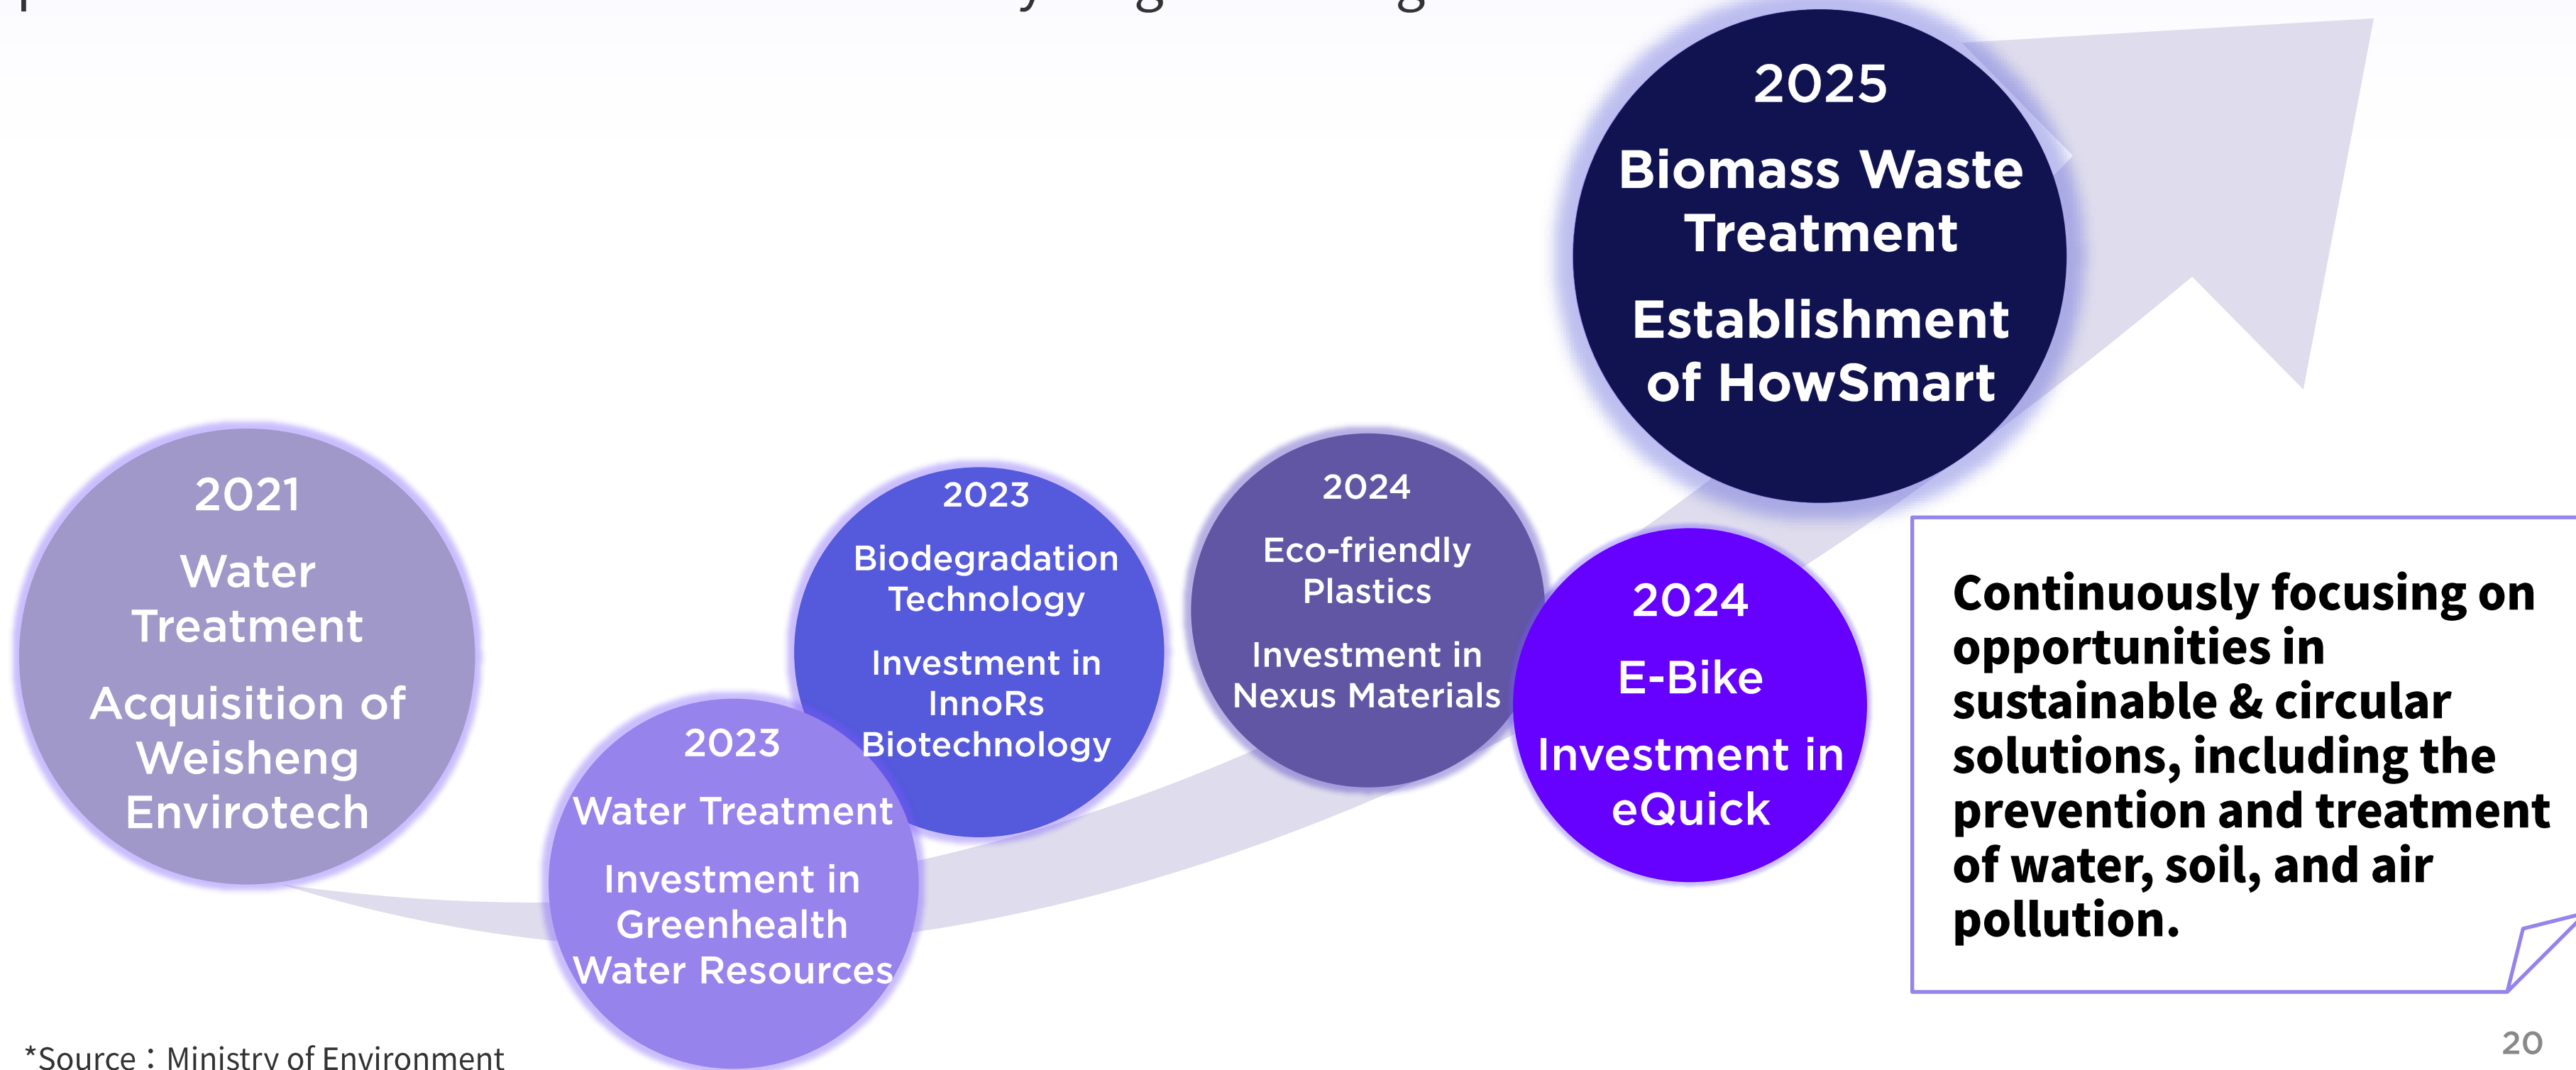 2025
Biomass Waste
Treatment
Establishment
of HowSmart
2021
Water
Treatment
Acquisition of
Weisheng
Envirotech
2023
Water Treatment
Investment in
Greenhealth
Water Resources
2023
Biodegradation
Technology
Investment in
InnoRs
Biotechnology
2024
Eco-friendly
Plastics
Investment in
Nexus Materials
2024
E-Bike
Investment in
eQuick
Continuously focusing on
opportunities in
sustainable & circular
solutions, including the
prevention and treatment
of water, soil, and air
pollution.
*Source：Ministry of Environment
20